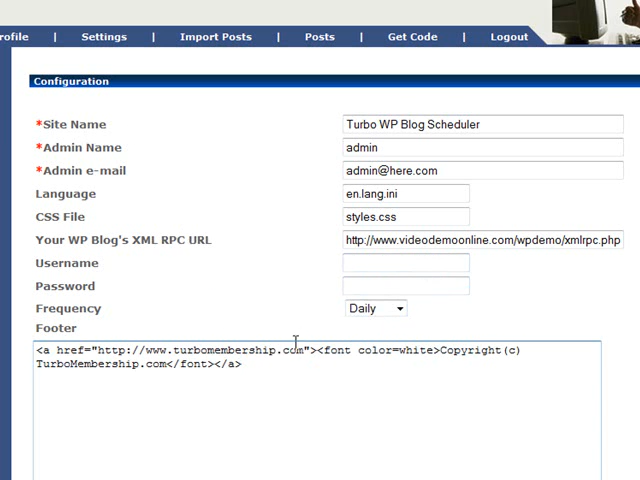 rofile | Settings | Import Posts | Posts | Get Code | Logout
Configuration
*Site Name Turbo WP Blog Scheduler
*Admin Name admin
*Admin e-mail admin@here.com
Language en.lang.ini
CSS File styles.css
Your WP Blog's XML RPC URL http://www.videodemoonline.com/wpdemo/xmlrpc.php
Username
Password
Frequency Daily
Footer
<a href="http://www.turbomembership.com"><font color=white>Copyright(c)
TurboMembership.com</font></a>